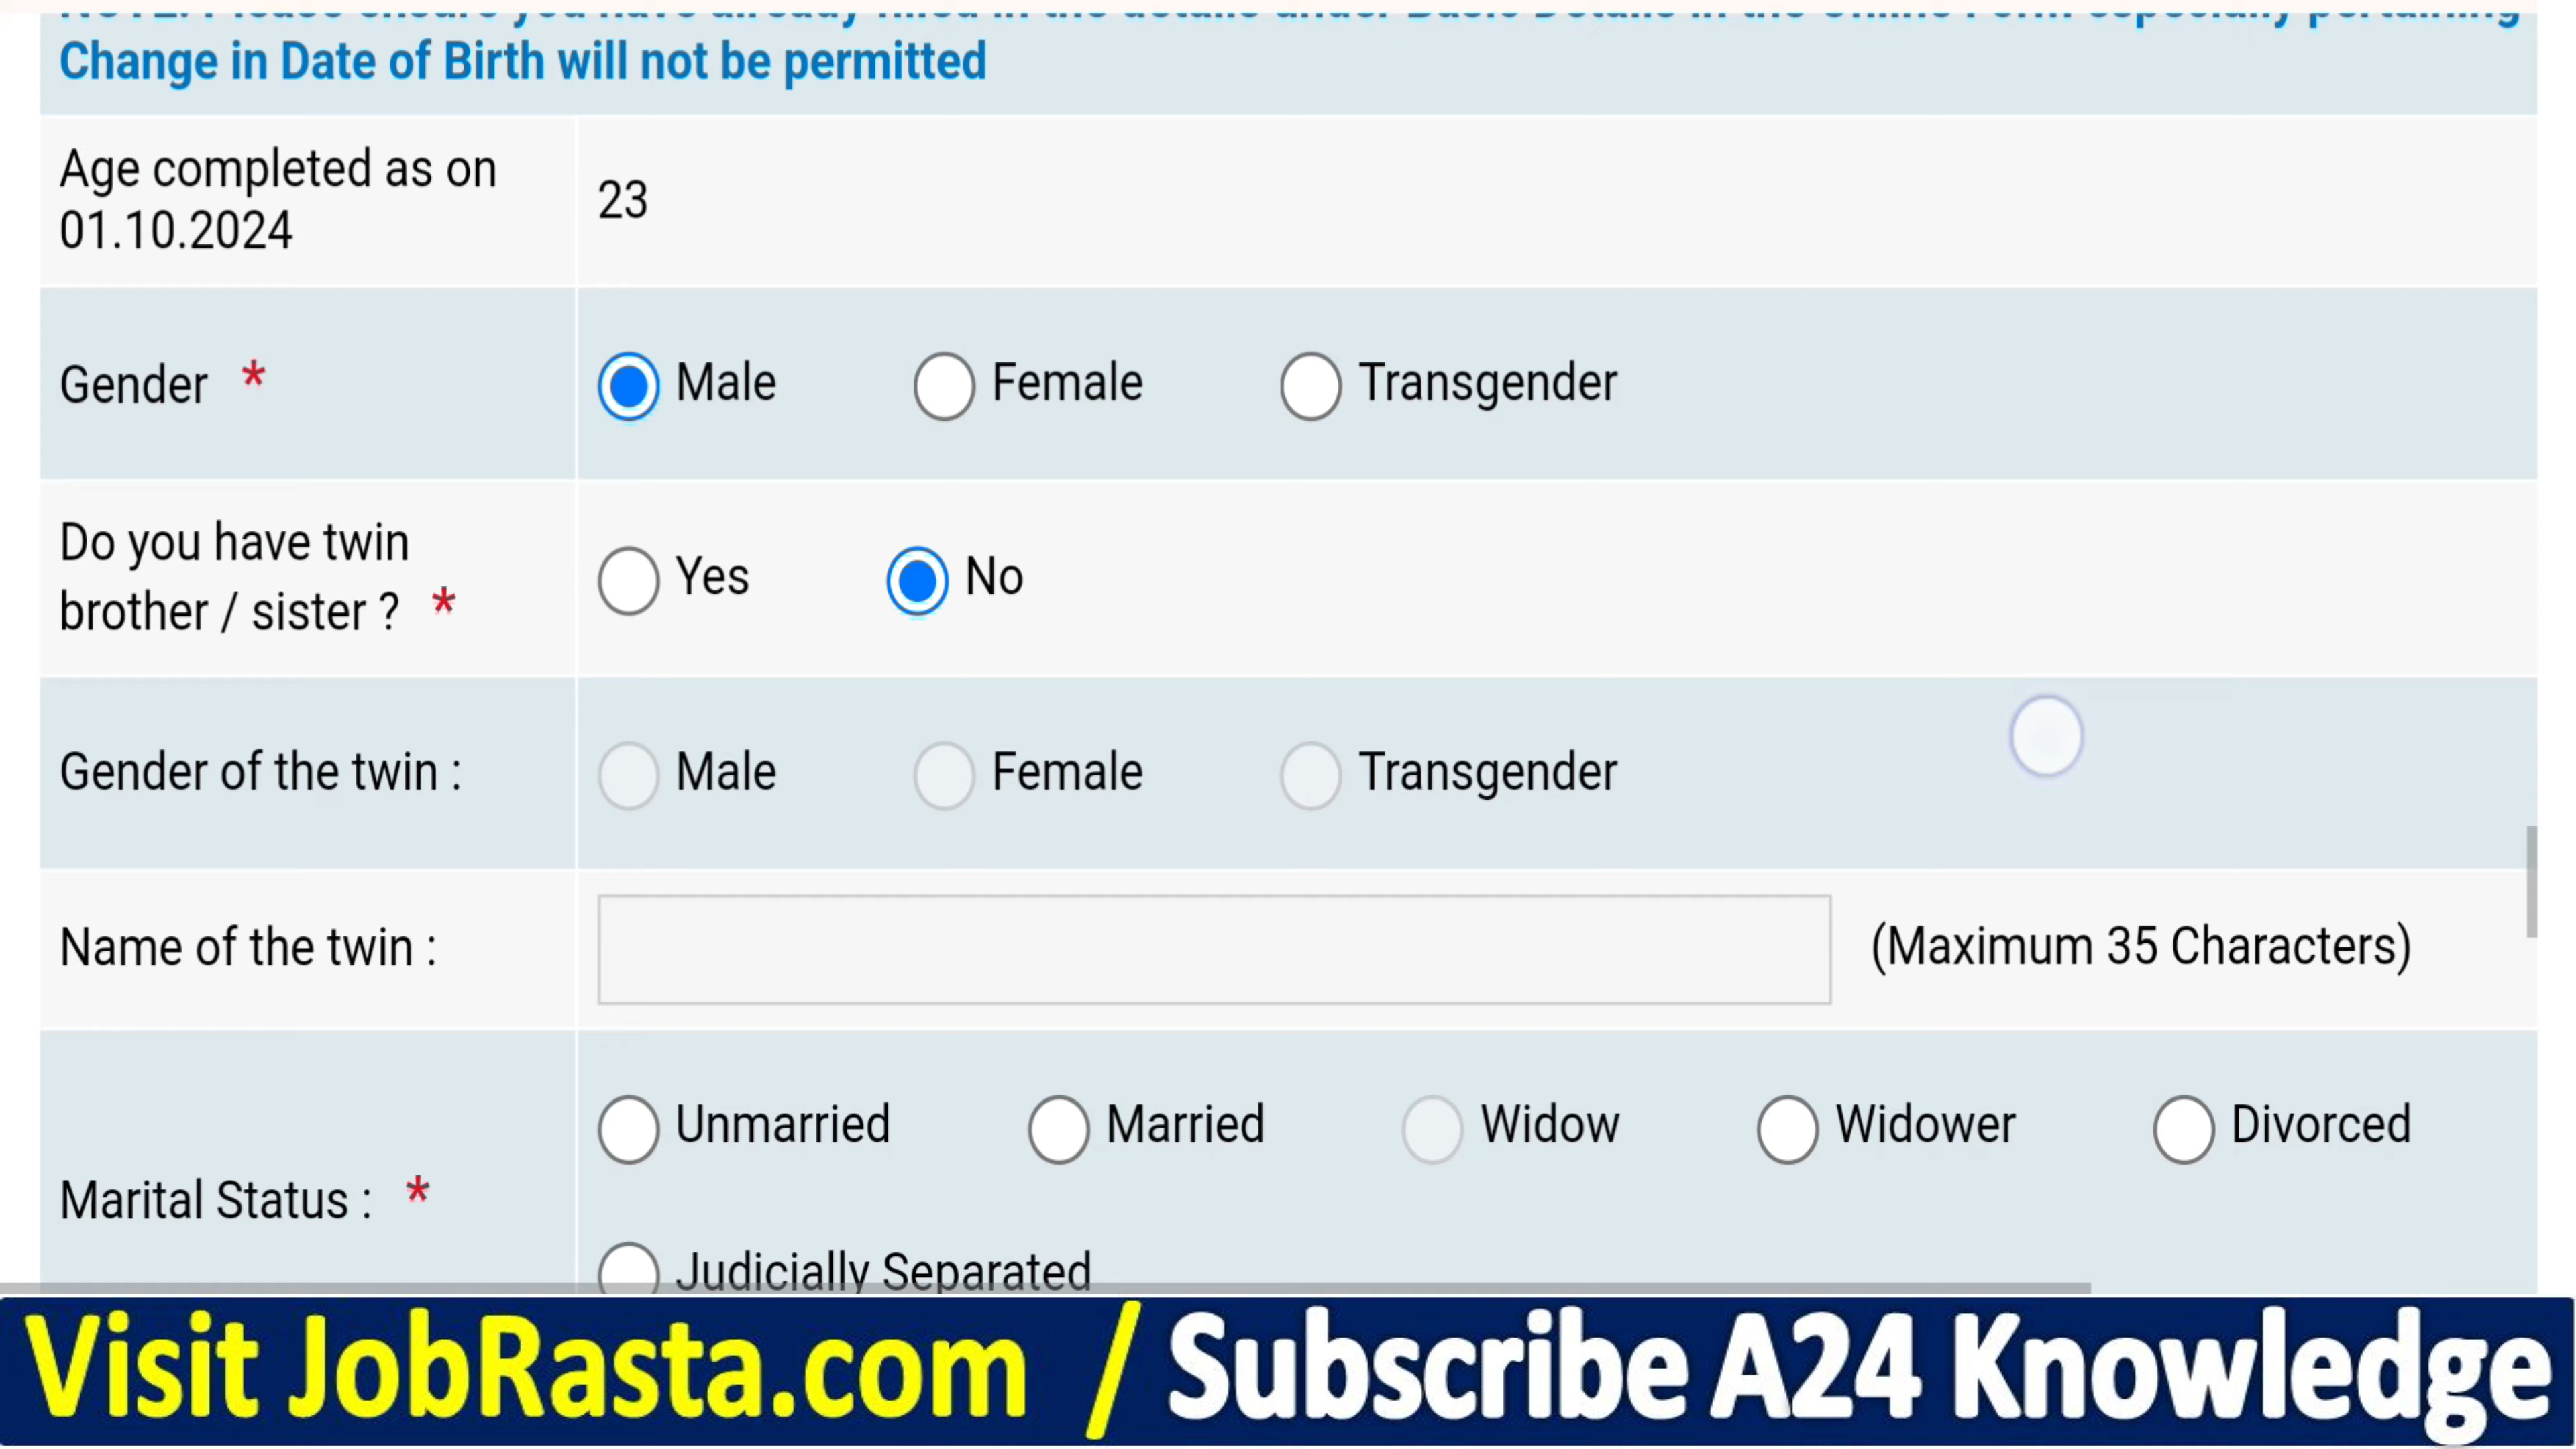 Change in Date of Birth will not be permitted
Age completed as on
01.10.2024
23
Gender *
Male Female Transgender
Do you have twin
brother / sister ? *
Yes No
Gender of the twin :
Male Female Transgender
Name of the twin :
(Maximum 35 Characters)
Unmarried Married Widow Widower Divorced
Marital Status : *
Judicially Separated
Visit JobRasta.com / Subscribe A24 Knowledge